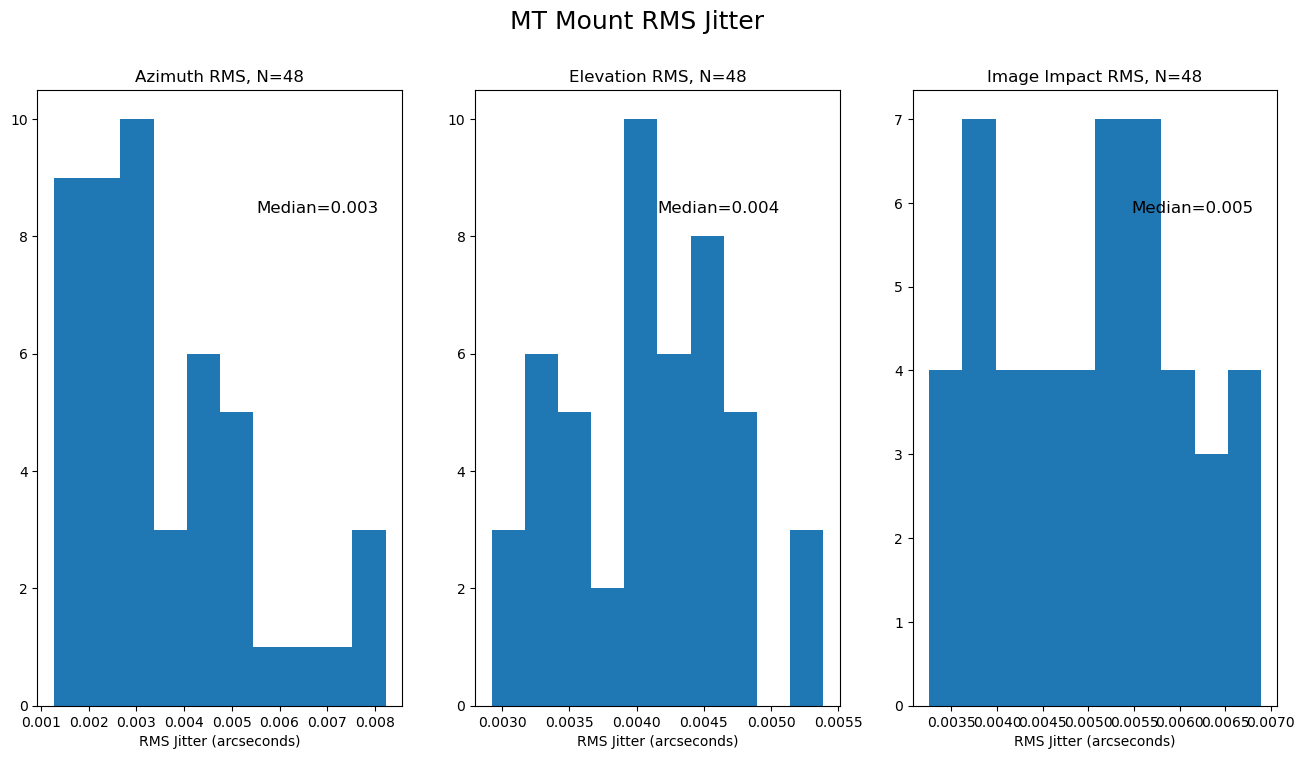 MT Mount RMS Jitter
Azimuth RMS, N=48
10
8
6
4
2
0
Median=0.003
0.001 0.002 0.003 0.004 0.005 0.006 0.007 0.008
RMS Jitter (arcseconds)
Elevation RMS, N=48
10
8
6
4
2
0
Median=0.004
0.0030 0.0035 0.0040 0.0045 0.0050 0.0055
RMS Jitter (arcseconds)
Image Impact RMS, N=48
7
6
5
4
3
2
1
0
Median=0.005
0.0035 0.0040 0.0045 0.0050 0.0055 0.0060 0.0065 0.0070
RMS Jitter (arcseconds)